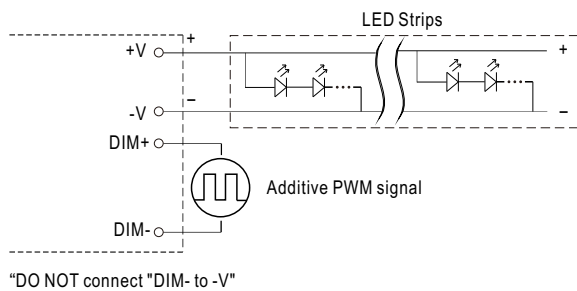 LED Strips
+V
+
+
-V
−
−
DIM+
Additive PWM signal
DIM-
“DO NOT connect "DIM- to -V"